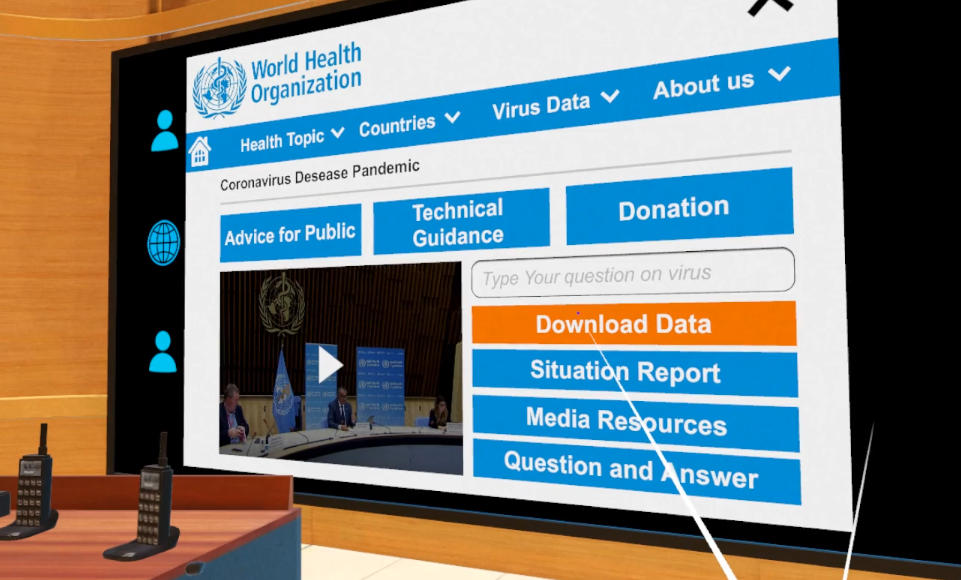 World Health
Organization
Health Topic
Countries
Virus Data
About us
Coronavirus Desease Pandemic
Advice for Public
Technical
Guidance
Donation
Type Your question on virus
Download Data
Situation Report
Media Resources
Question and Answer